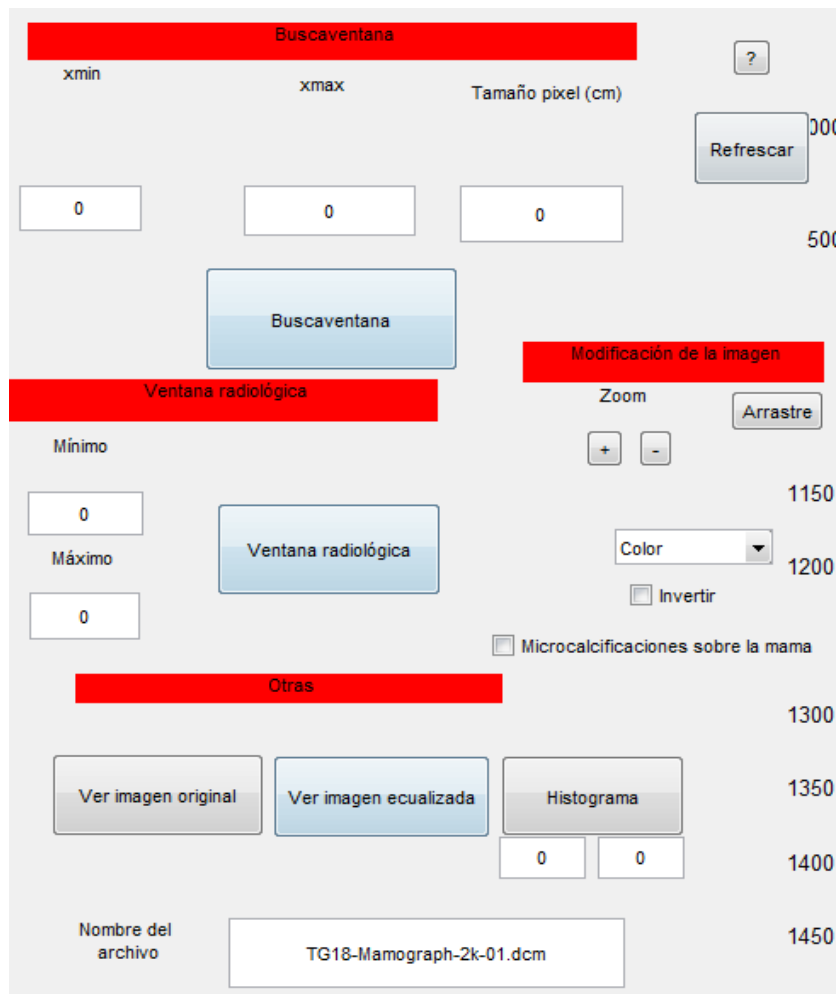 Buscaventana
?
xmin
xmax
Tamaño pixel (cm)
Refrescar
0
0
0
500
Buscaventana
Modificación de la imagen
Ventana radiológica
Zoom
Arrastre
Mínimo
+
-
1150
0
Ventana radiológica
Color
Máximo
1200
Invertir
0
Microcalcificaciones sobre la mama
Otras
1300
Ver imagen original
Ver imagen ecualizada
Histograma
1350
0
0
1400
Nombre del
archivo
TG18-Mamograph-2k-01.dcm
1450